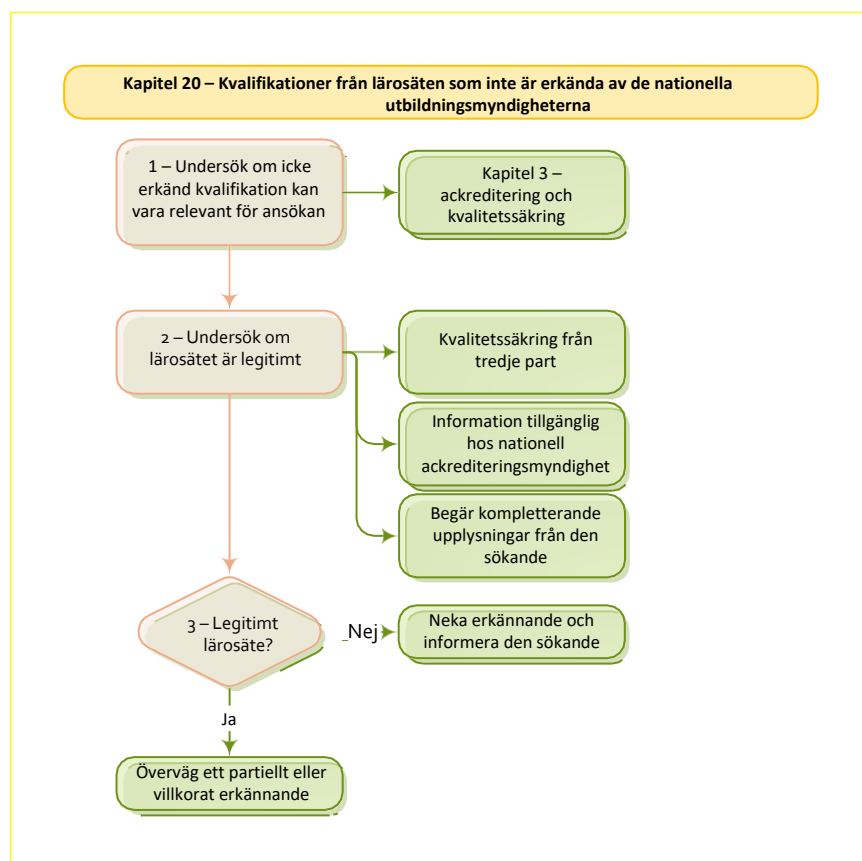 Kapitel 20 – Kvalifikationer från lärosäten som inte är erkända av de nationella
utbildningsmyndigheterna
1 – Undersök om icke
erkänd kvalifikation kan
vara relevant för ansökan
Kapitel 3 –
ackreditering och
kvalitetssäkring
2 – Undersök om
lärosätet är legitimt
Kvalitetssäkring från
tredje part
Information tillgänglig
hos nationell
ackrediteringsmyndighet
Begär kompletterande
upplysningar från den
sökande
3 – Legitimt
lärosäte?
_Nej
Neka erkännande och
informera den sökande
Ja
Överväg ett partiellt eller
villkorat erkännande